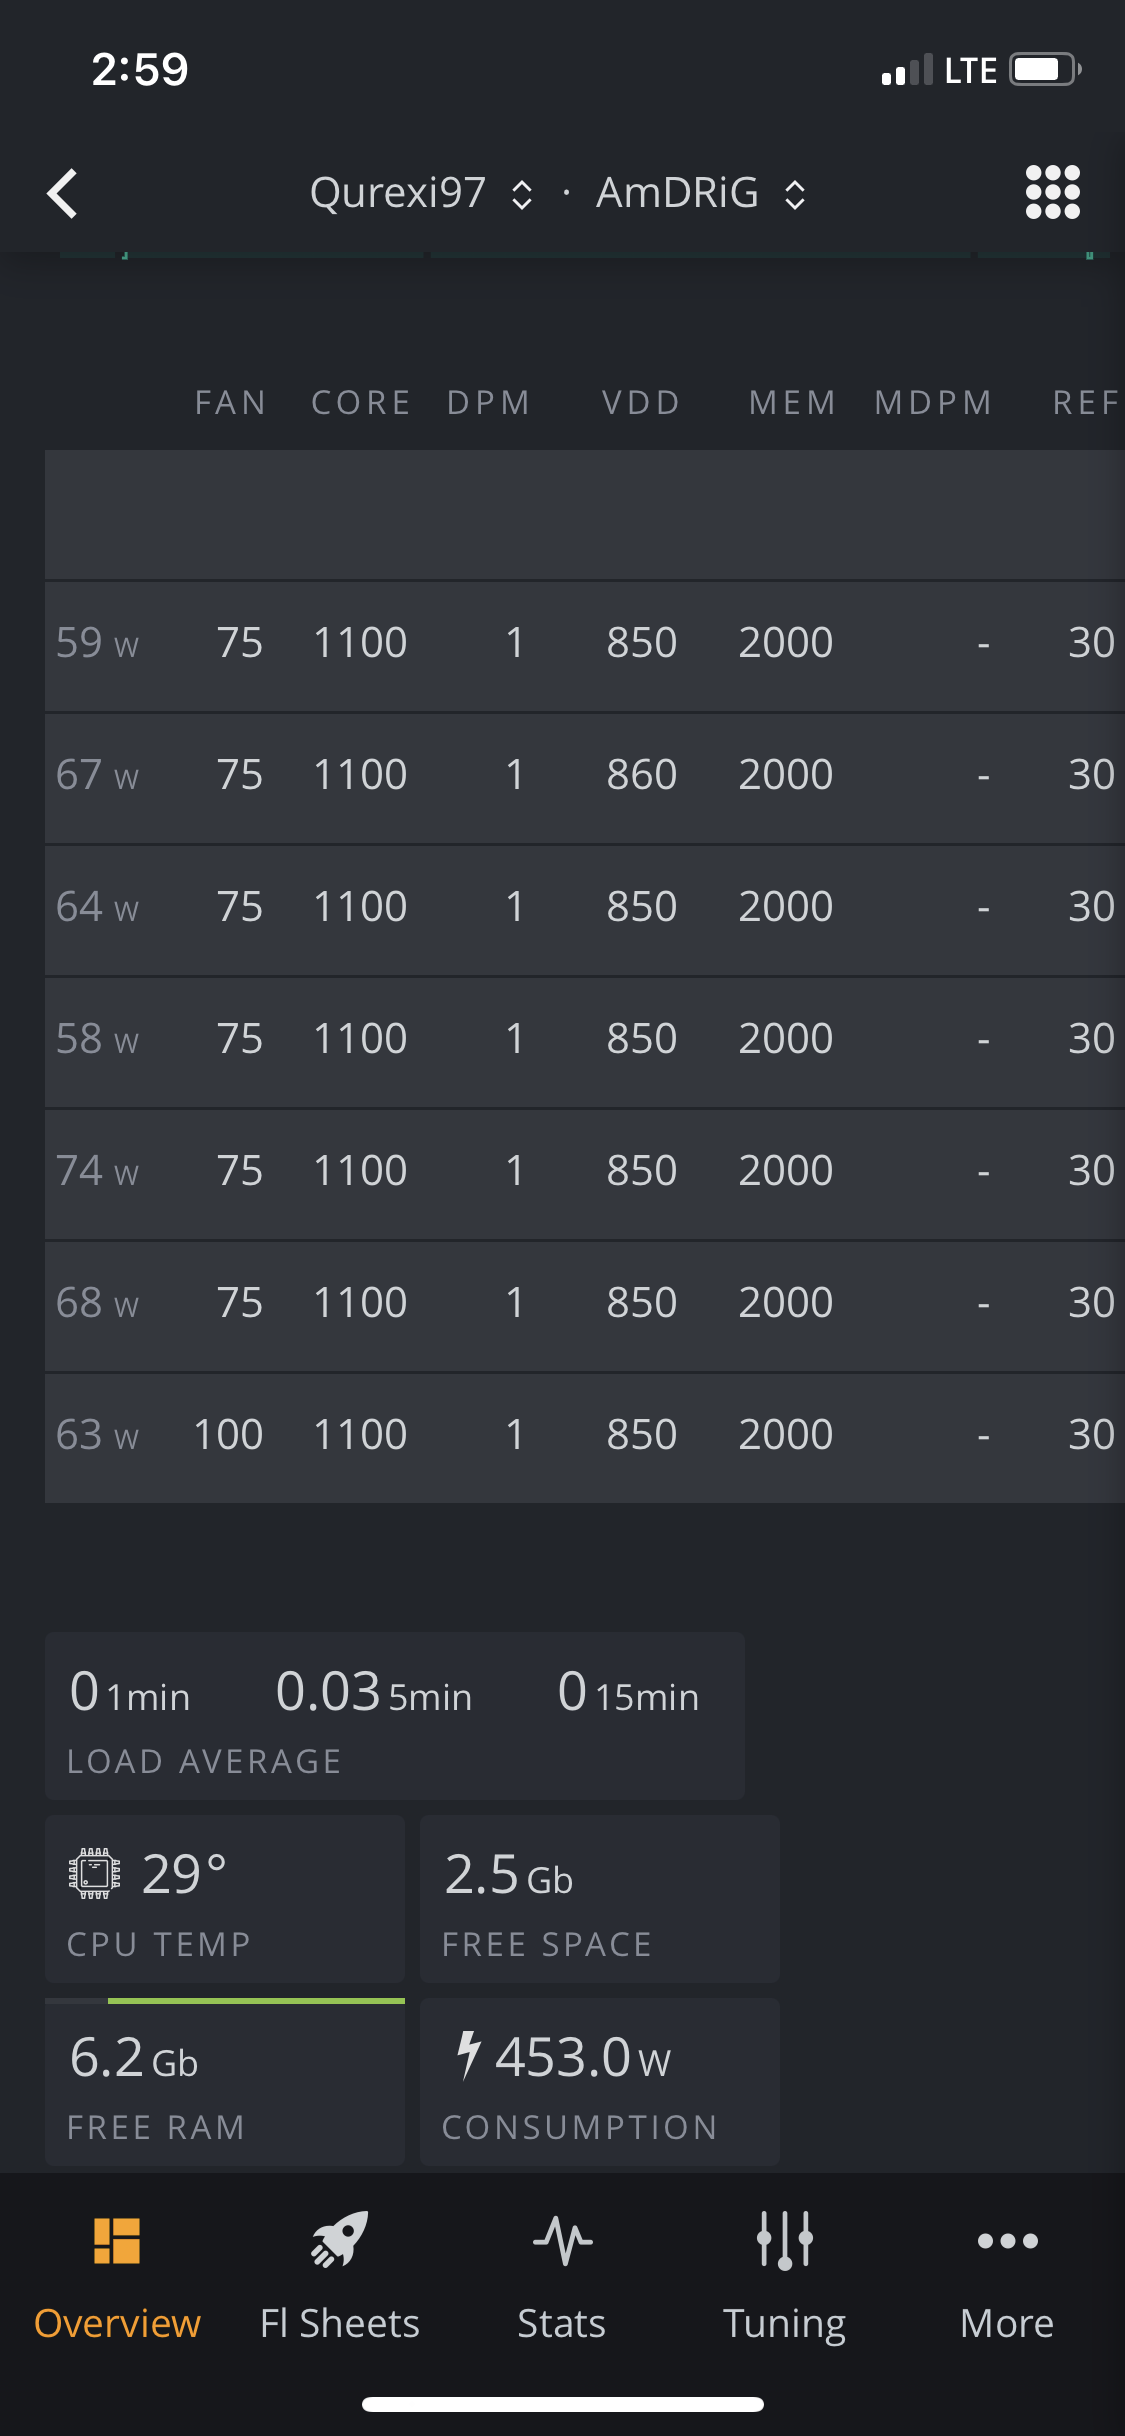 2:59 LTE
Qurexi97 · AmDRiG
FAN CORE DPM VDD MEM MDPM REF
59 W 75 1100 1 850 2000 - 30
67 W 75 1100 1 860 2000 - 30
64 W 75 1100 1 850 2000 - 30
58 W 75 1100 1 850 2000 - 30
74 W 75 1100 1 850 2000 - 30
68 W 75 1100 1 850 2000 - 30
63 W 100 1100 1 850 2000 - 30
0 1min 0.03 5min 0 15min
LOAD AVERAGE
29° 2.5 Gb
CPU TEMP FREE SPACE
6.2 Gb 453.0 W
FREE RAM CONSUMPTION
Overview Fl Sheets Stats Tuning More